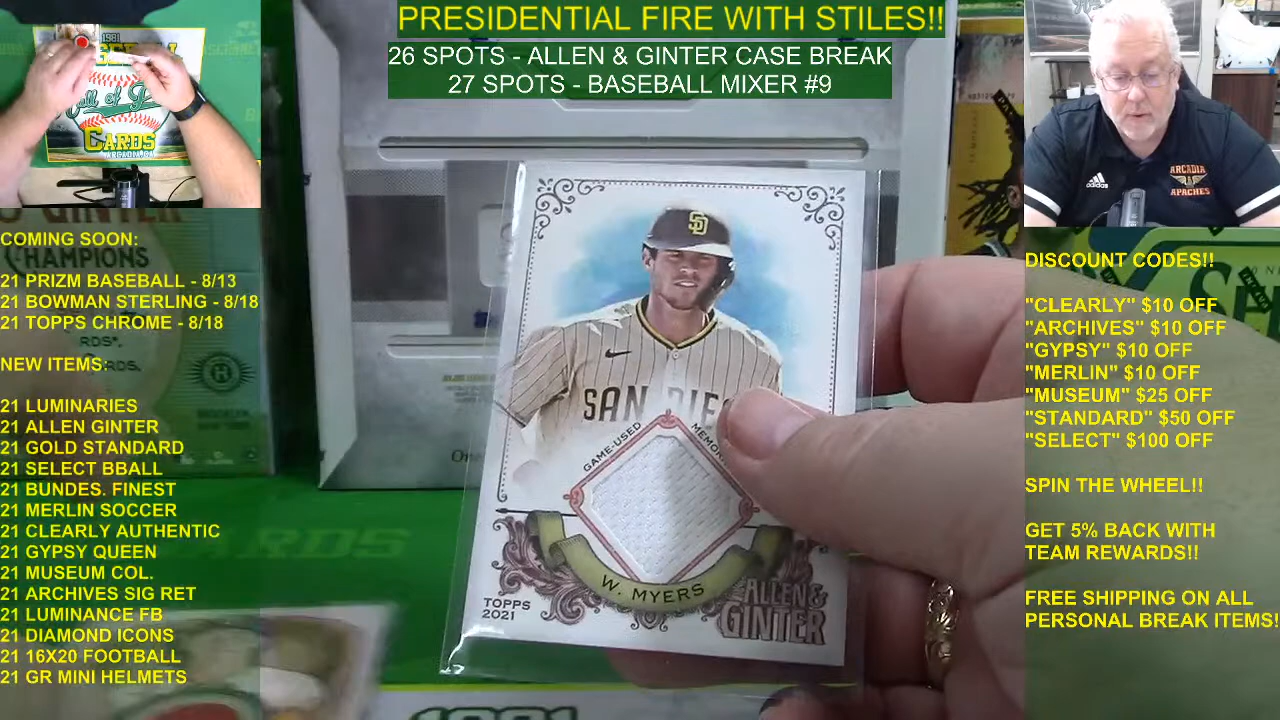 PRESIDENTIAL FIRE WITH STILES!!
26 SPOTS - ALLEN & GINTER CASE BREAK
27 SPOTS - BASEBALL MIXER #9
1981
CARDS
ARCADIA
APACHES
adidas
COMING SOON:
CHAMPIONS
21 PRIZM BASEBALL - 8/13
21 BOWMAN STERLING - 8/18
21 TOPPS CHROME - 8/18
NEW ITEMS:
21 LUMINARIES
21 ALLEN GINTER
21 GOLD STANDARD
21 SELECT BBALL
21 BUNDES. FINEST
21 MERLIN SOCCER
21 CLEARLY AUTHENTIC
21 GYPSY QUEEN
21 MUSEUM COL.
21 ARCHIVES SIG RET
21 LUMINANCE FB
21 DIAMOND ICONS
21 16X20 FOOTBALL
21 GR MINI HELMETS
SD
SAN DIE
GAME-USED
W. MYERS
TOPPS
2021
ALLEN &
GINTER
DISCOUNT CODES!!
"CLEARLY" $10 OFF
"ARCHIVES" $10 OFF
"GYPSY" $10 OFF
"MERLIN" $10 OFF
"MUSEUM" $25 OFF
"STANDARD" $50 OFF
"SELECT" $100 OFF
SPIN THE WHEEL!!
GET 5% BACK WITH
TEAM REWARDS!!
FREE SHIPPING ON ALL
PERSONAL BREAK ITEMS!